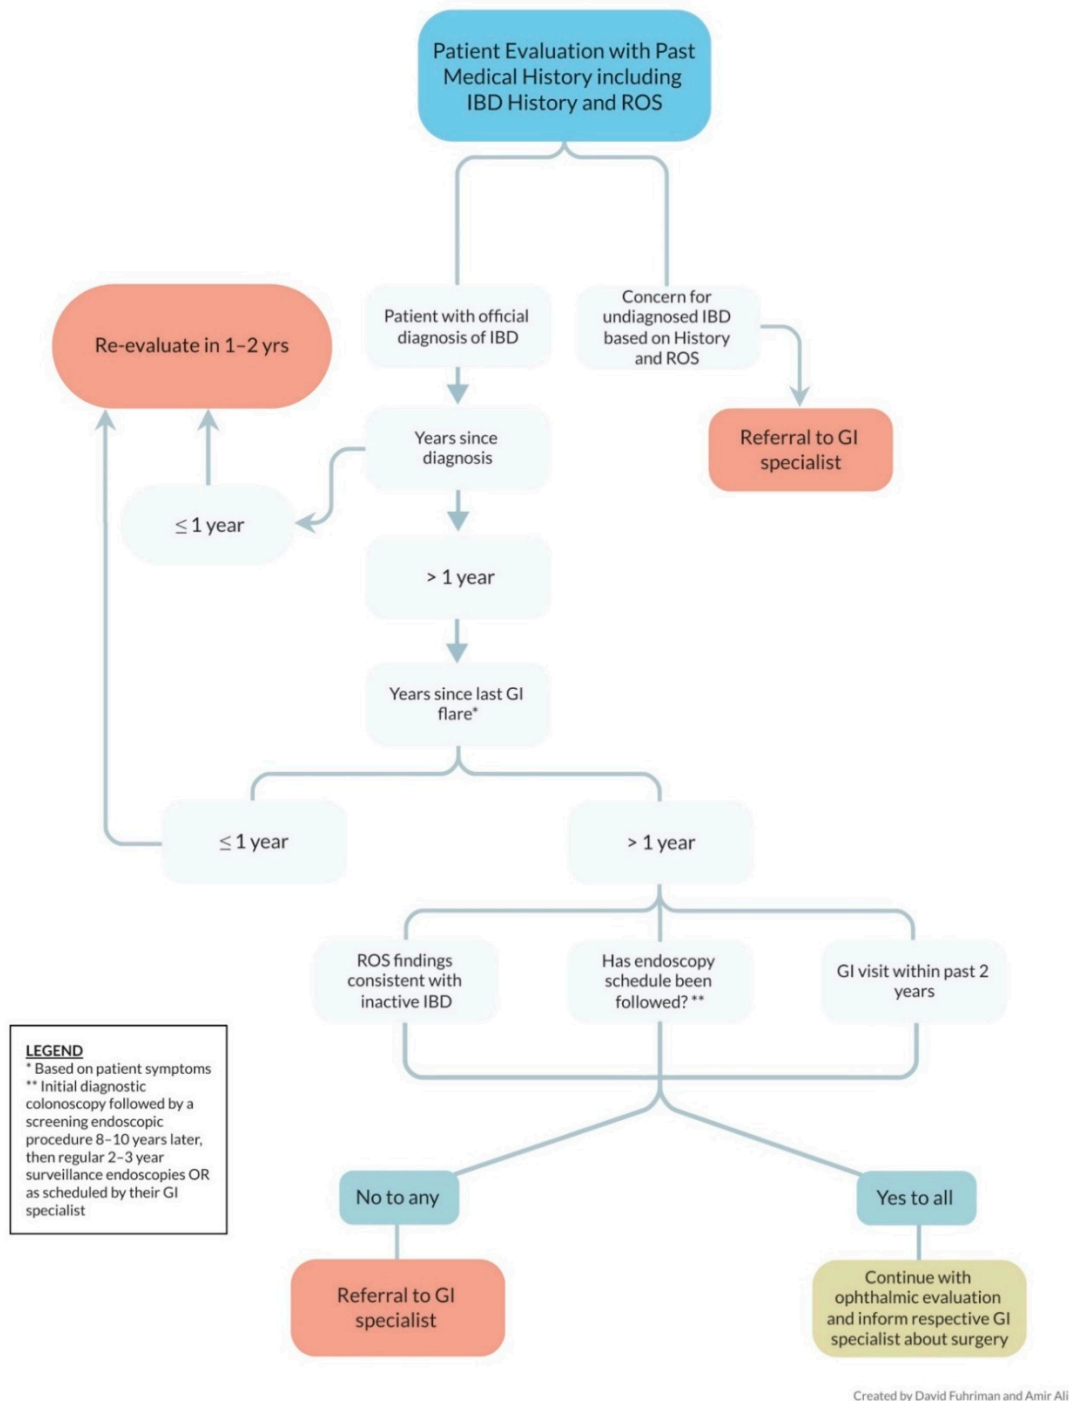 Patient Evaluation with Past
Medical History including
IBD History and ROS
Patient with official
diagnosis of IBD
Concern for
undiagnosed IBD
based on History
and ROS
Re-evaluate in 1–2 yrs
Referral to GI
specialist
Years since
diagnosis
≤ 1 year
> 1 year
Years since last GI
flare*
≤ 1 year
> 1 year
ROS findings
consistent with
inactive IBD
Has endoscopy
schedule been
followed? **
GI visit within past 2
years
LEGEND
* Based on patient symptoms
** Initial diagnostic
colonoscopy followed by a
screening endoscopic
procedure 8–10 years later,
then regular 2–3 year
surveillance endoscopies OR
as scheduled by their GI
specialist
No to any
Yes to all
Referral to GI
specialist
Continue with
ophthalmic evaluation
and inform respective GI
specialist about surgery
Created by David Fuhriman and Amir Ali